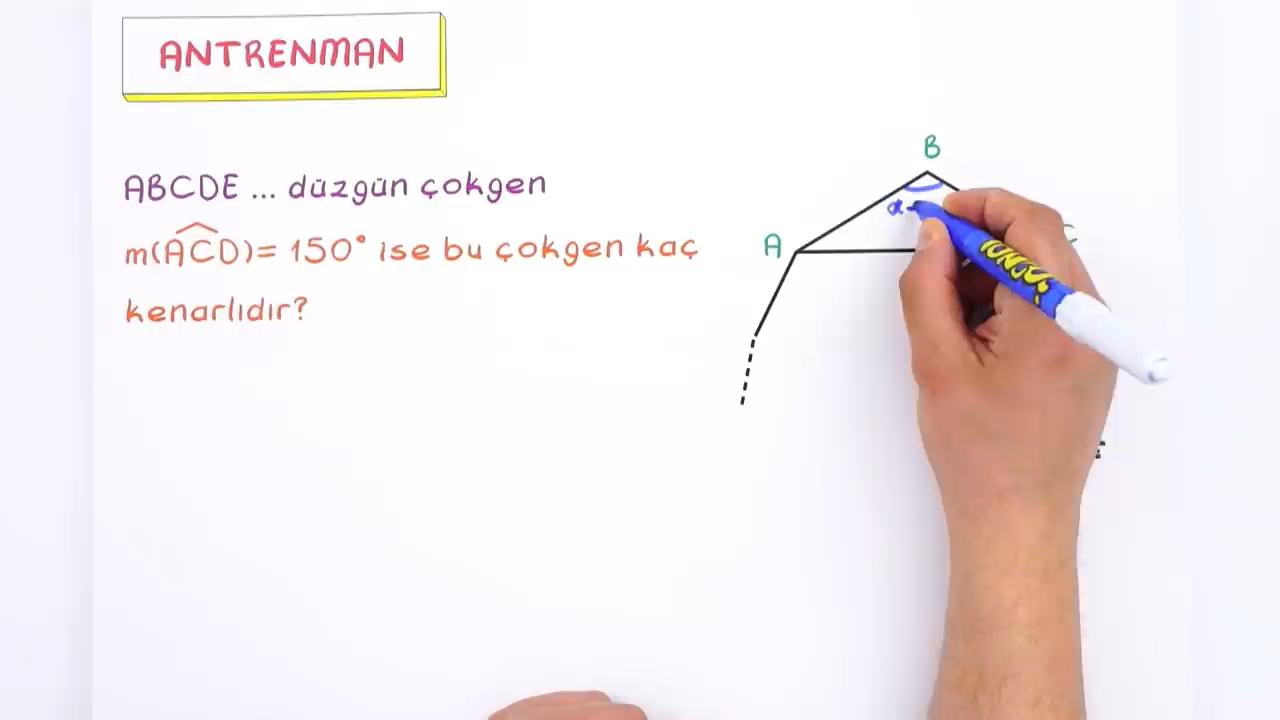 ANTRENMAN
ABCDE ... düzgün çokgen
m(ACD)= 150° ise bu çokgen kaç
kenarlıdır?
B
α
A